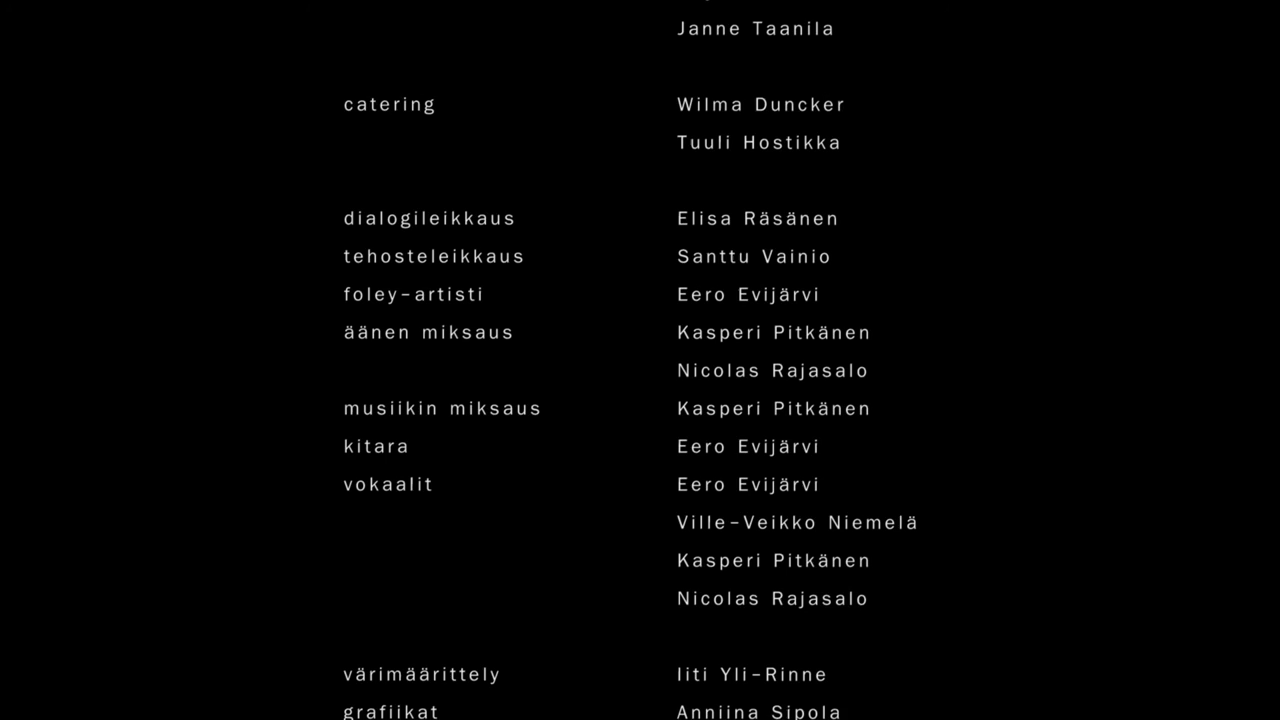 Janne Taanila
catering Wilma Duncker
Tuuli Hostikka
dialogileikkaus Elisa Räsänen
tehosteleikkaus Santtu Vainio
foley-artisti Eero Evijärvi
äänen miksaus Kasperi Pitkänen
Nicolas Rajasalo
musiikin miksaus Kasperi Pitkänen
kitara Eero Evijärvi
vokaalit Eero Evijärvi
Ville-Veikko Niemelä
Kasperi Pitkänen
Nicolas Rajasalo
värimäärittely Iiti Yli-Rinne
grafiikat Anniina Sipola